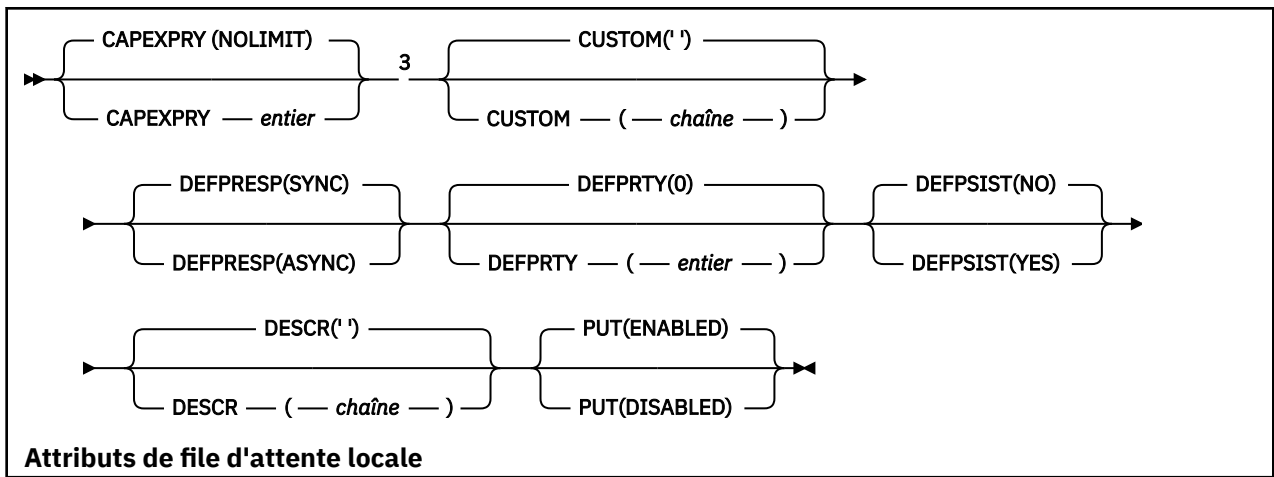 CAPEXPRY (NOLIMIT)
CAPEXPRY entier
3
CUSTOM(' ')
CUSTOM ( chaîne )
DEFPRESP(SYNC)
DEFPRESP(ASYNC)
DEFPRTY(0)
DEFPRTY ( entier )
DEFPSIST(NO)
DEFPSIST(YES)
DESCR(' ')
DESCR ( chaîne )
PUT(ENABLED)
PUT(DISABLED)
Attributs de file d'attente locale